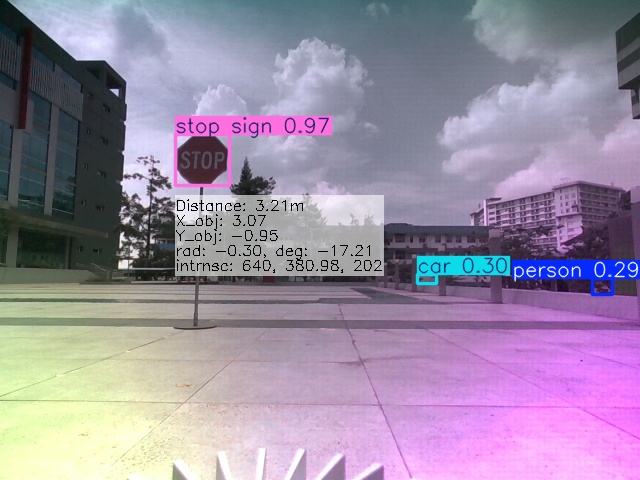 stop sign 0.97
STOP
Distance: 3.21m
X_obj: 3.07
Y_obj: -0.95
rad: -0.30, deg: -17.21
intrnsc: 640, 380.98, 202
car 0.30
person 0.29